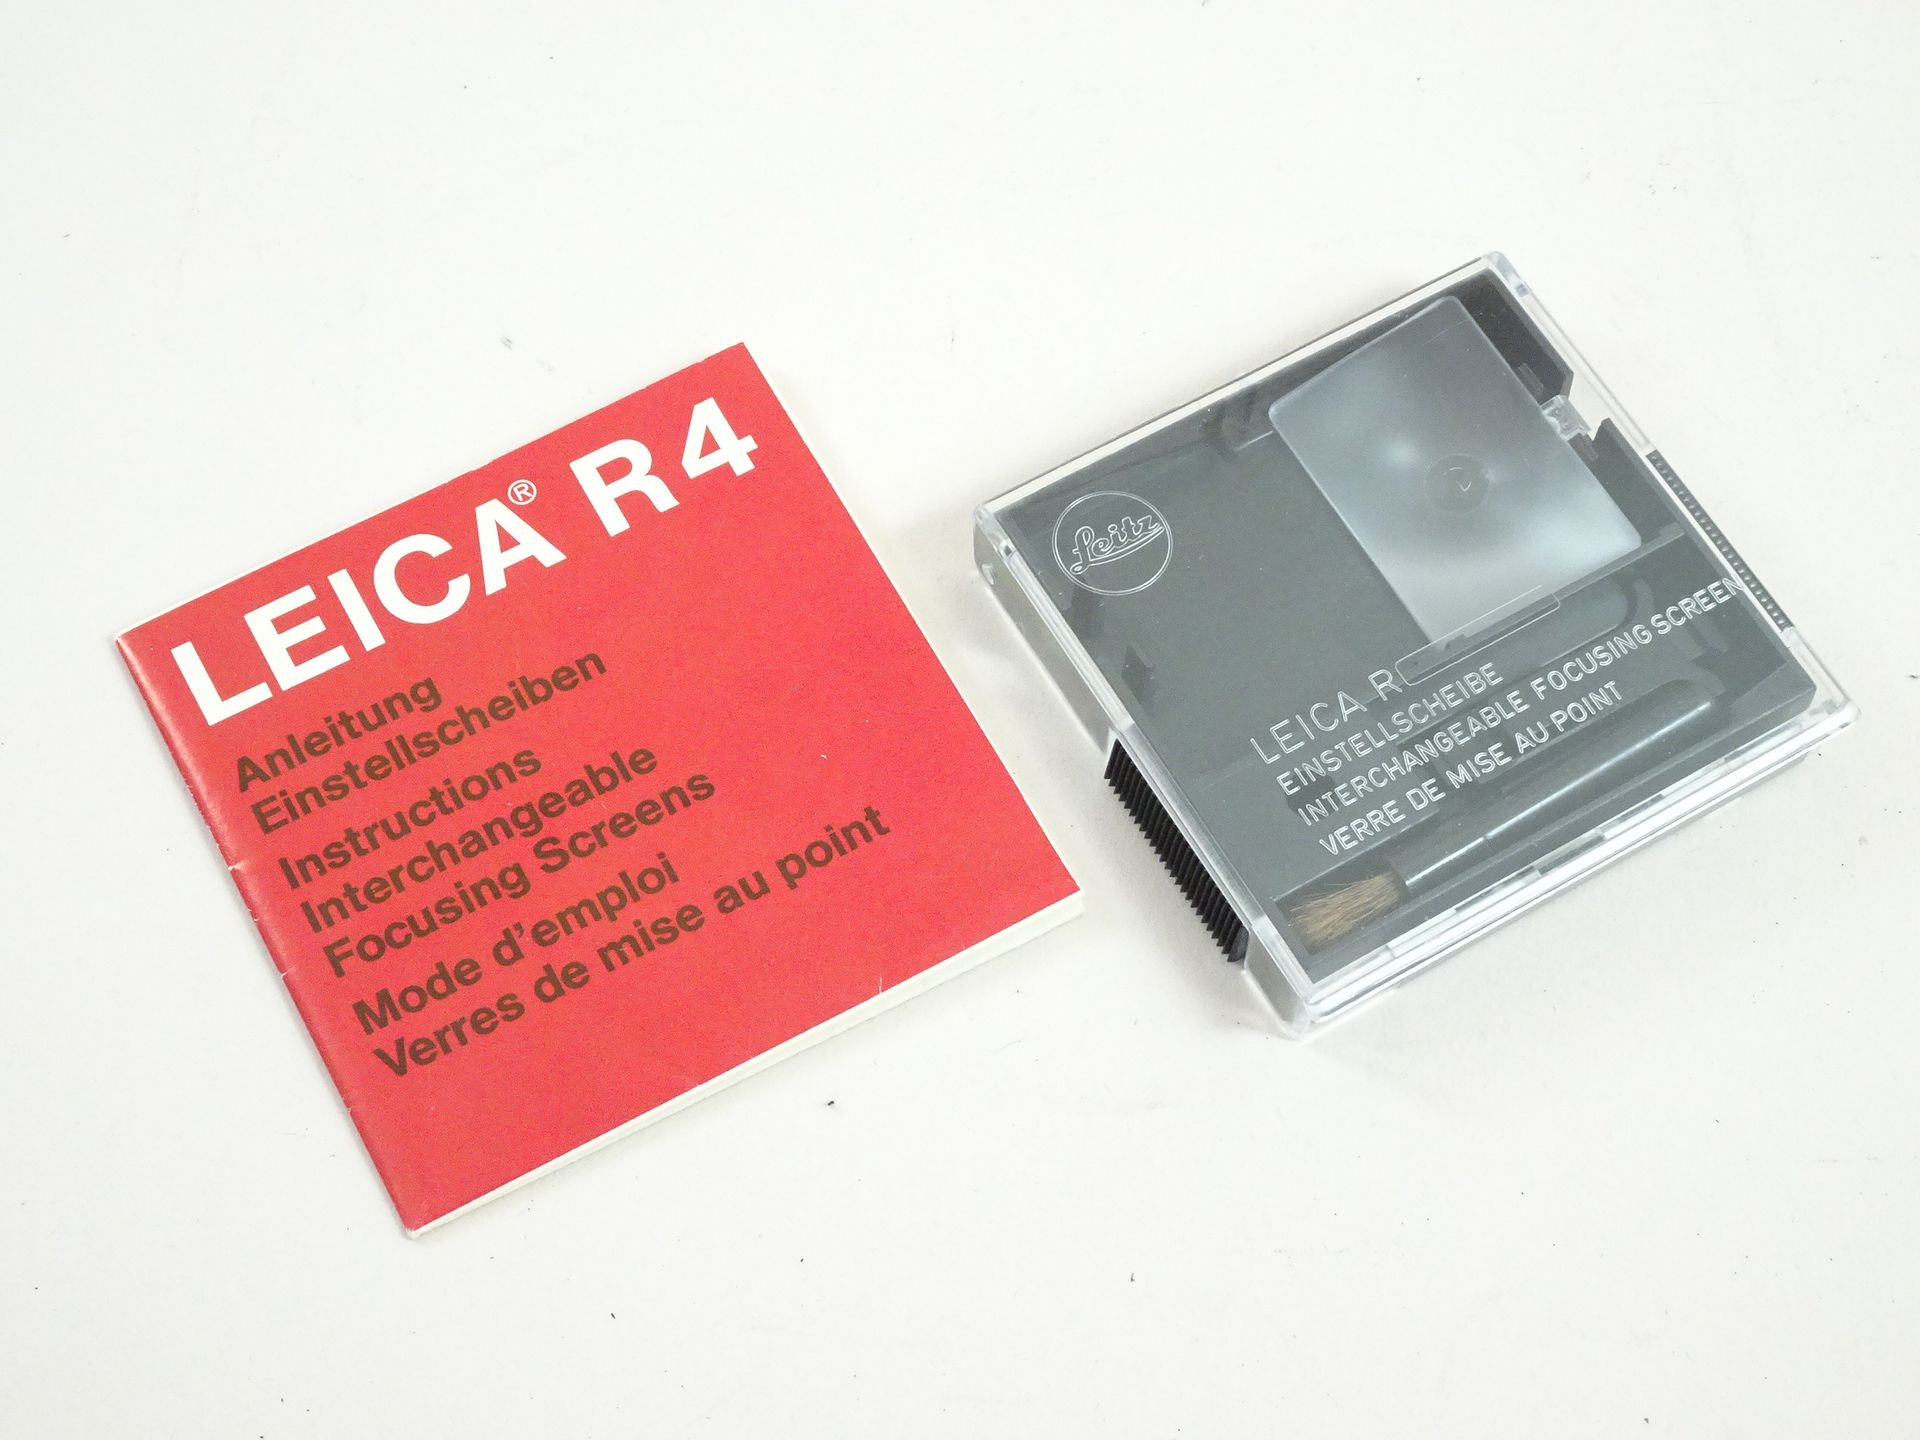 LEICA® R4
Anleitung
Einstellscheiben
Instructions
Interchangeable
Focusing Screens
Mode d'emploi
Verres de mise au point
Leitz
LEICA R
EINSTELLSCHEIBE
INTERCHANGEABLE FOCUSING SCREEN
VERRE DE MISE AU POINT